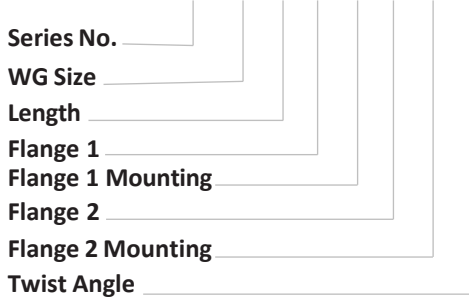 Series No.
WG Size
Length
Flange 1
Flange 1 Mounting
Flange 2
Flange 2 Mounting
Twist Angle